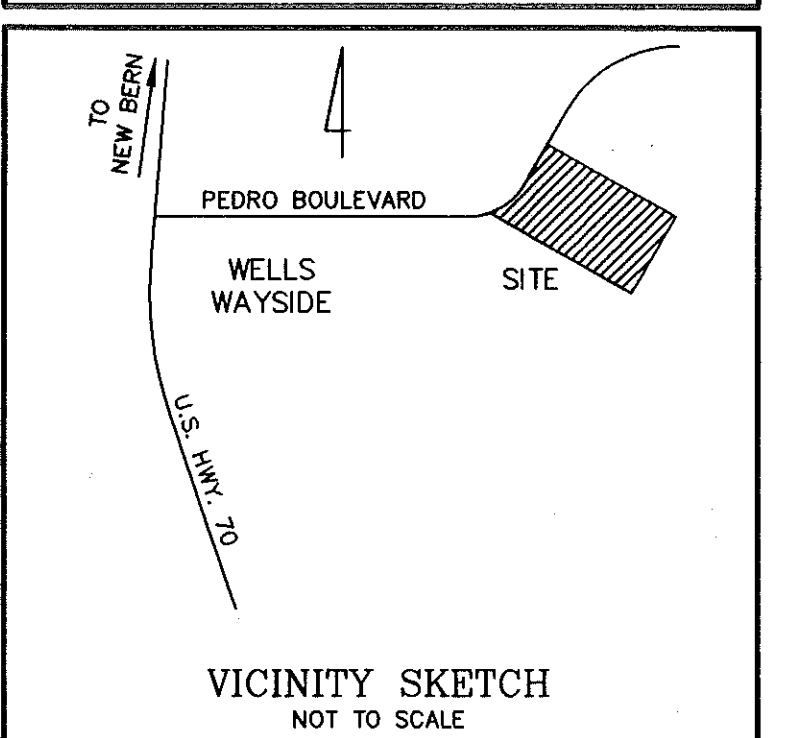 TO
NEW BERN
PEDRO BOULEVARD
WELLS
WAYSIDE
SITE
U.S. HWY. 70
VICINITY SKETCH
NOT TO SCALE